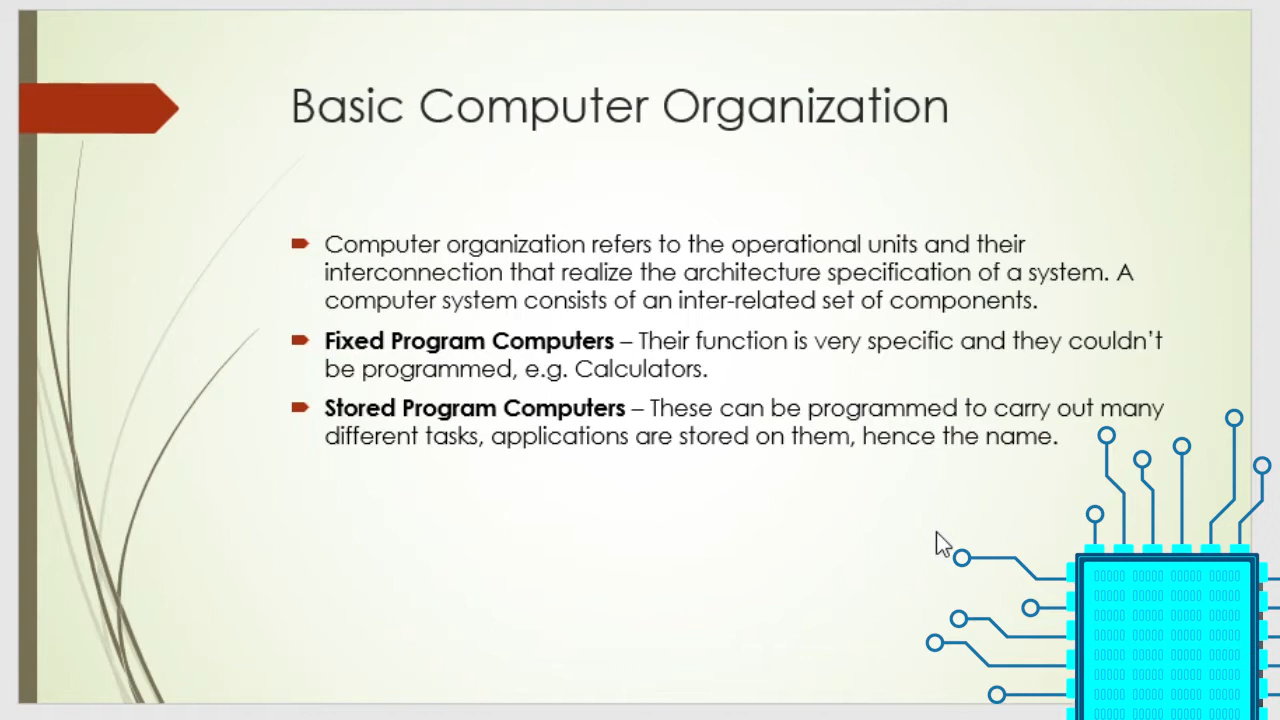 Basic Computer Organization
Computer organization refers to the operational units and their
interconnection that realize the architecture specification of a system. A
computer system consists of an inter-related set of components.
Fixed Program Computers – Their function is very specific and they couldn't
be programmed, e.g. Calculators.
Stored Program Computers – These can be programmed to carry out many
different tasks, applications are stored on them, hence the name.